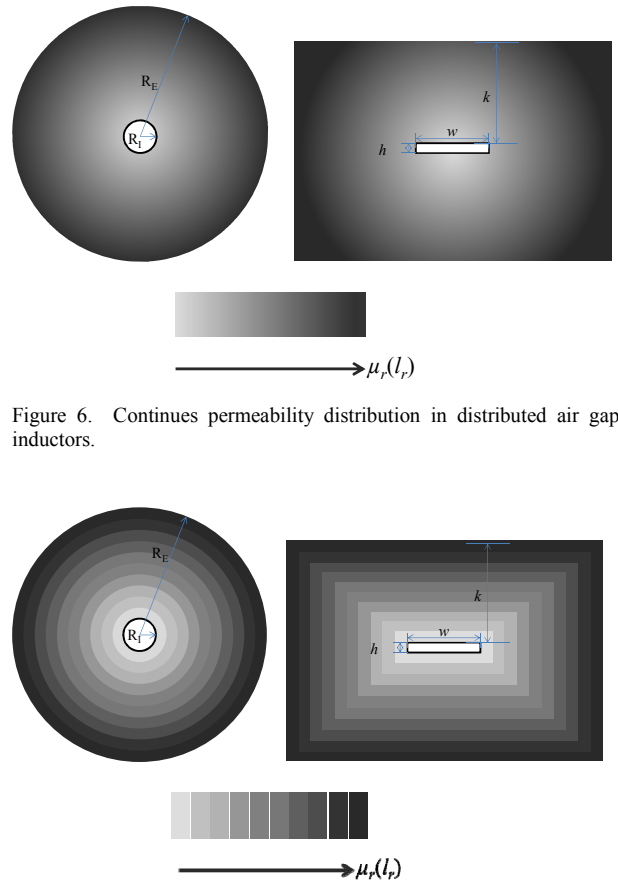 R_E
R_I
k
w
h
μ_r(l_r)
Figure 6. Continues permeability distribution in distributed air gap
inductors.
R_E
R_I
k
w
h
μ_r(l_r)